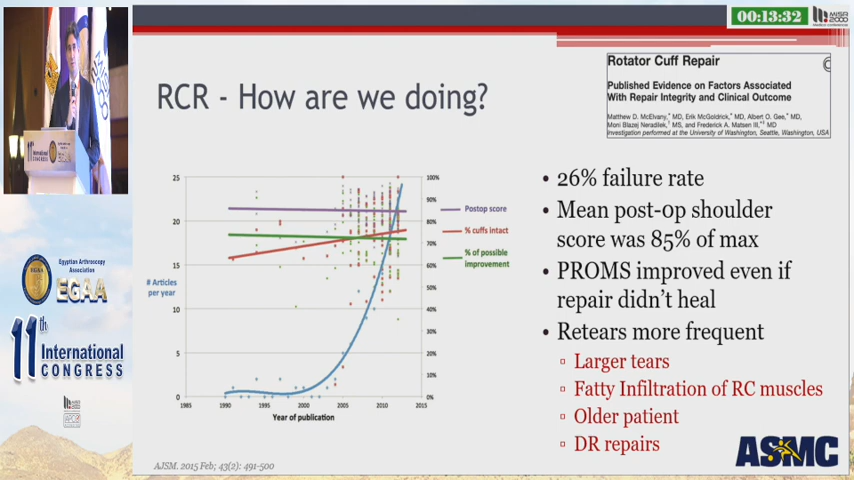 00:13:32
MISR
2000
Rotator Cuff Repair
Published Evidence on Factors Associated
With Repair Integrity and Clinical Outcome
Matthew D. McElvany,* MD, Erik McGoldrick,* MD, Albert O. Gee,* MD,
Moni Blazej Neradilek,† MS, and Frederick A. Matsen III,*‡ MD
Investigation performed at the University of Washington, Seattle, Washington, USA
RCR - How are we doing?
# Articles
per year
25
20
15
10
5
0
100%
90%
80%
70%
60%
50%
40%
30%
20%
10%
0%
1985
1990
1995
2000
2005
2010
2015
Year of publication
Postop score
% cuffs intact
% of possible
improvement
• 26% failure rate
• Mean post-op shoulder
score was 85% of max
• PROMS improved even if
repair didn't heal
• Retears more frequent
Larger tears
Fatty Infiltration of RC muscles
Older patient
DR repairs
AJSM. 2015 Feb; 43(2): 491-500
ASMC
11th
International
CONGRESS
EGAA
Egyptian Arthroscopy
Association
EGAA
11th
International
CONGRESS